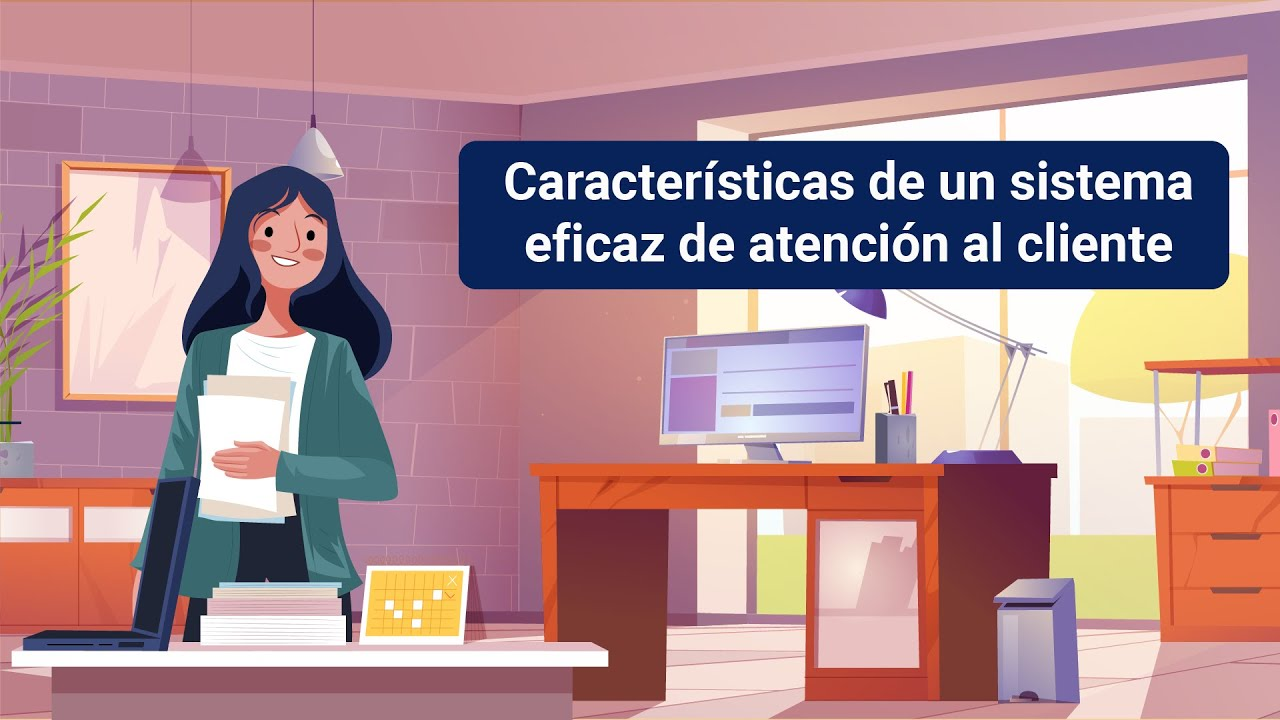 Características de un sistema
eficaz de atención al cliente